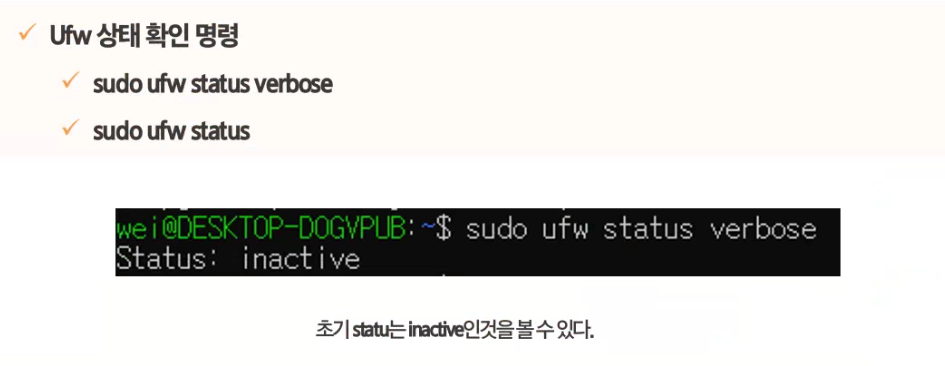 Ufw 상태 확인 명령
sudo ufw status verbose
sudo ufw status
wei@DESKTOP-DOGVPUB:~$ sudo ufw status verbose
Status: inactive
초기 statu는 inactive인것을 볼 수 있다.